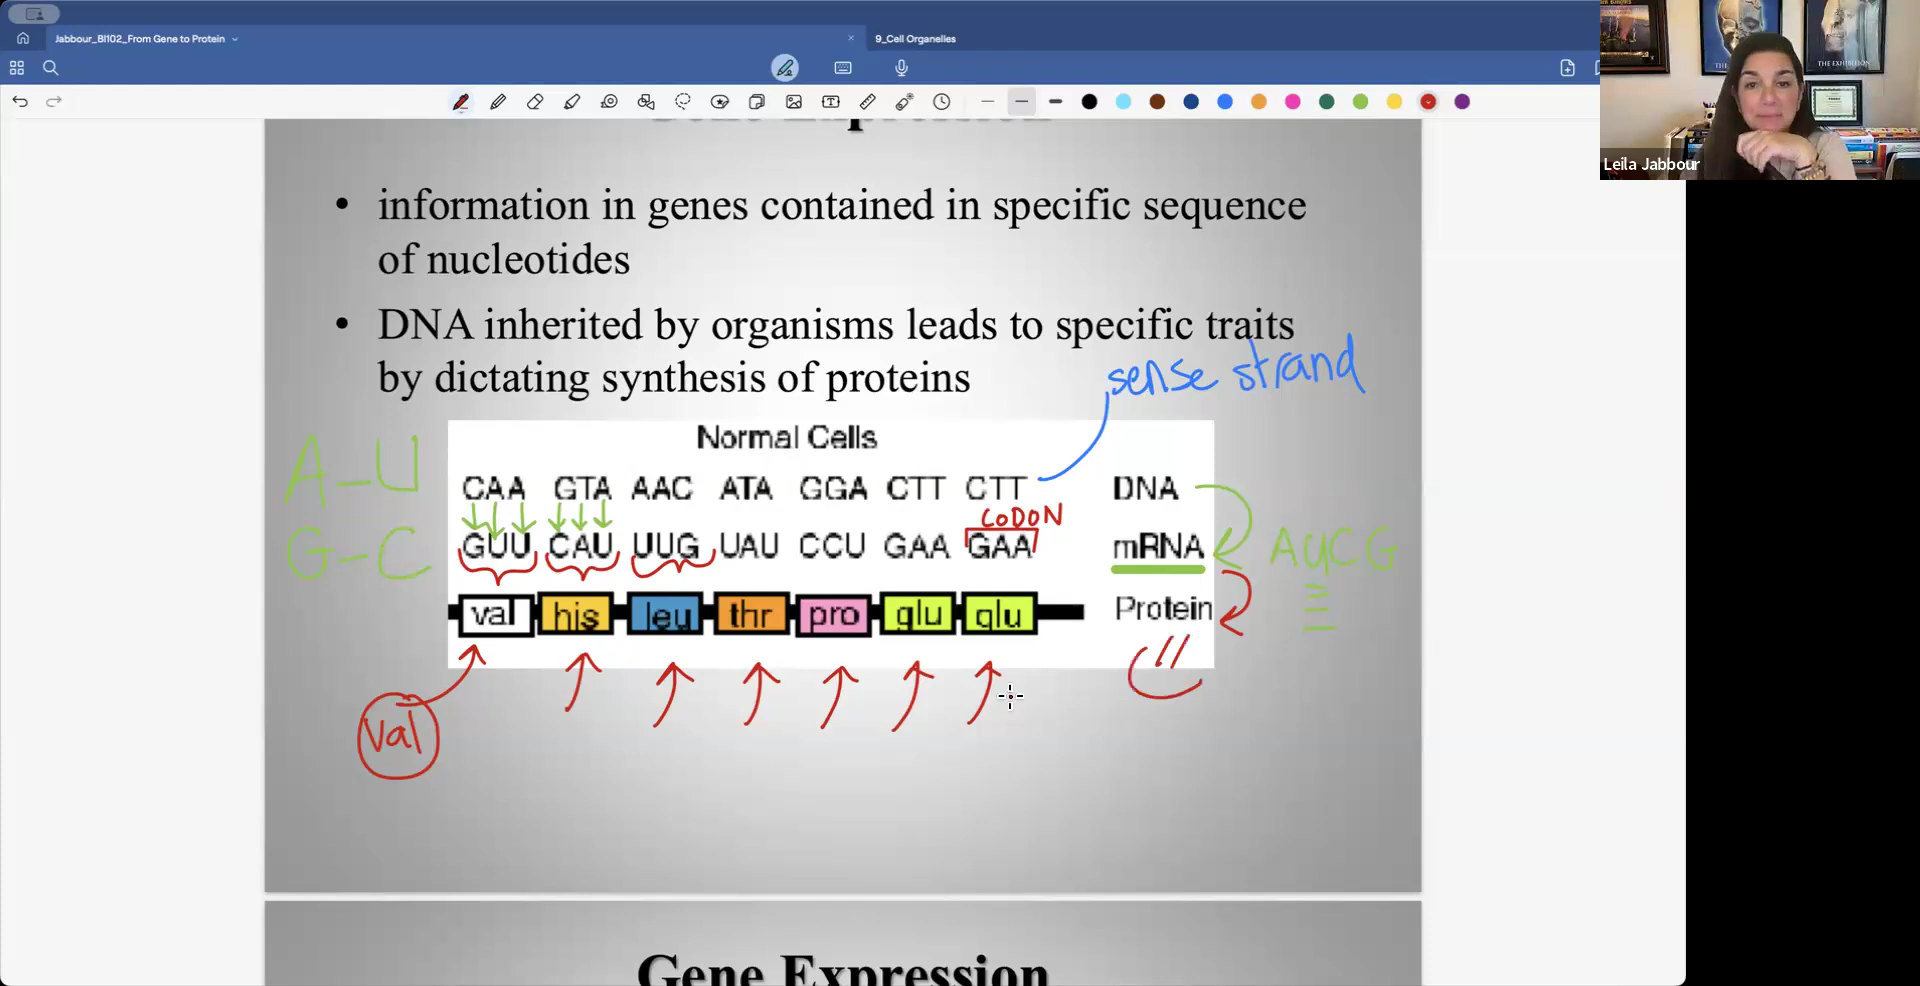 Jabbour_BI102_From Gene to Protein
9_Cell Organelles
Leila Jabbour
Gene Expression
• information in genes contained in specific sequence
of nucleotides
• DNA inherited by organisms leads to specific traits
by dictating synthesis of proteins
sense strand
Normal Cells
A-U
CAA GTA AAC ATA GGA CTT CTT DNA
CODON
G-C
GUU CAU UUG UAU CCU GAA GAA mRNA
AUCG
val his leu thr pro glu glu Protein
val
Gene Expression